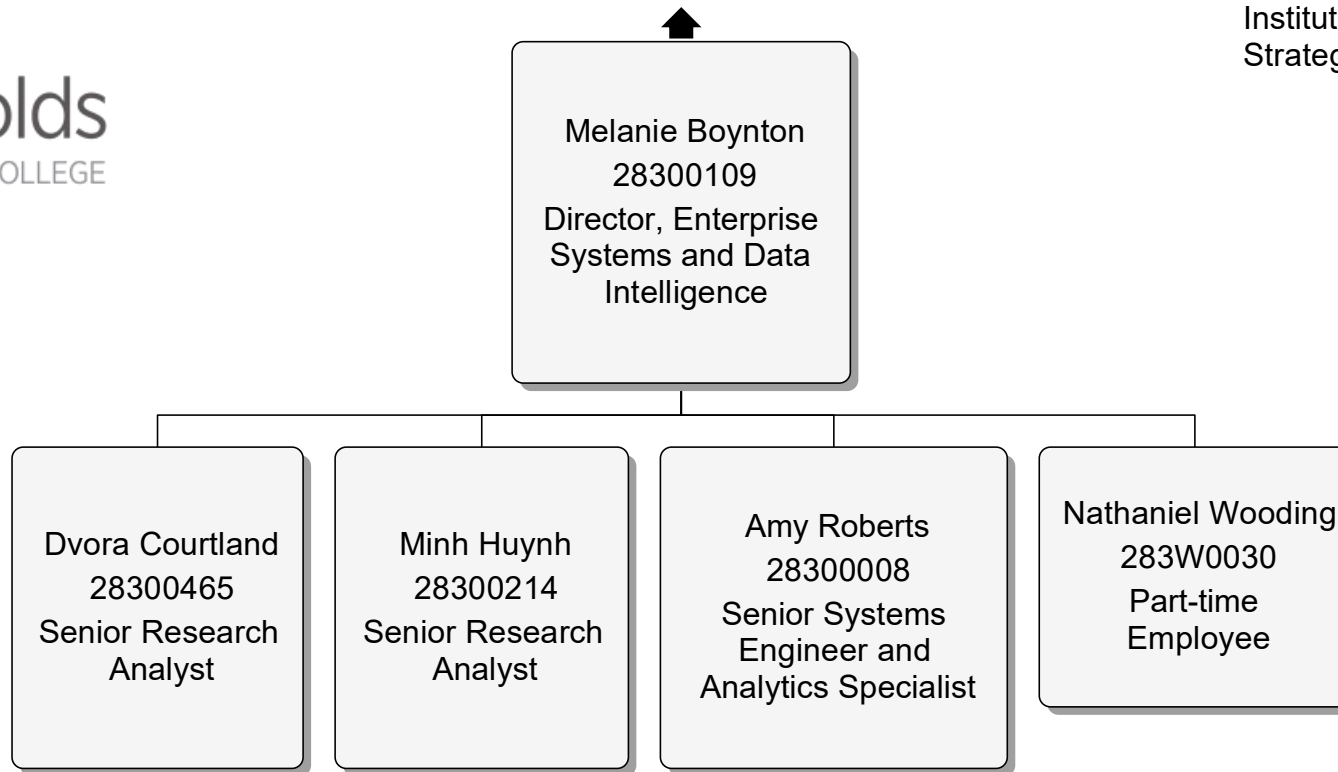 Institut
Strateg
olds
OLLEGE
Melanie Boynton
28300109
Director, Enterprise
Systems and Data
Intelligence
Dvora Courtland
28300465
Senior Research
Analyst
Minh Huynh
28300214
Senior Research
Analyst
Amy Roberts
28300008
Senior Systems
Engineer and
Analytics Specialist
Nathaniel Wooding
283W0030
Part-time
Employee